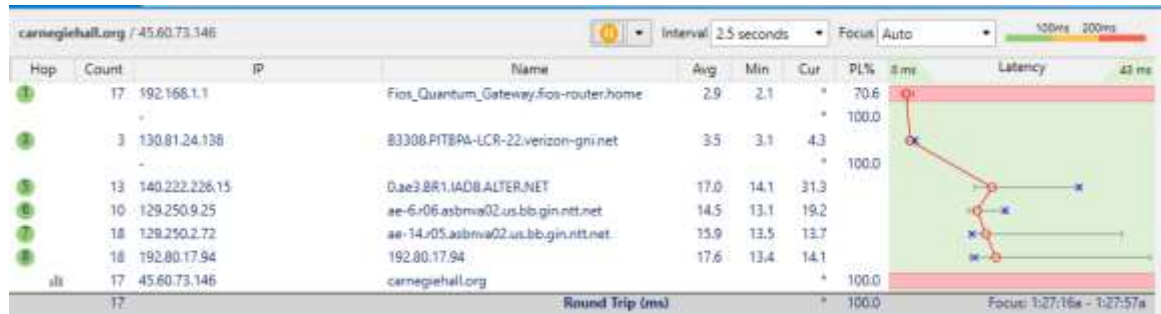 carnegiehall.org / 45.60.73.146 Interval 2.5 seconds Focus Auto 100ms 200ms
Hop Count IP Name Avg Min Cur PL% 0 ms Latency 43 ms
1 17 192.168.1.1 Fios_Quantum_Gateway.fios-router.home 2.9 2.1 * 70.6
- * 100.0
3 3 130.81.24.138 B3308.PITBPA-LCR-22.verizon-gni.net 3.5 3.1 4.3
- * 100.0
5 13 140.222.226.15 0.ae3.BR1.IAD8.ALTER.NET 17.0 14.1 31.3
6 10 129.250.9.25 ae-6.r06.asbnva02.us.bb.gin.ntt.net 14.5 13.1 19.2
7 18 129.250.2.72 ae-14.r05.asbnva02.us.bb.gin.ntt.net 15.9 13.5 13.7
8 18 192.80.17.94 192.80.17.94 17.6 13.4 14.1
17 45.60.73.146 carnegiehall.org * 100.0
17 Round Trip (ms) * 100.0 Focus: 1:27:16a - 1:27:57a